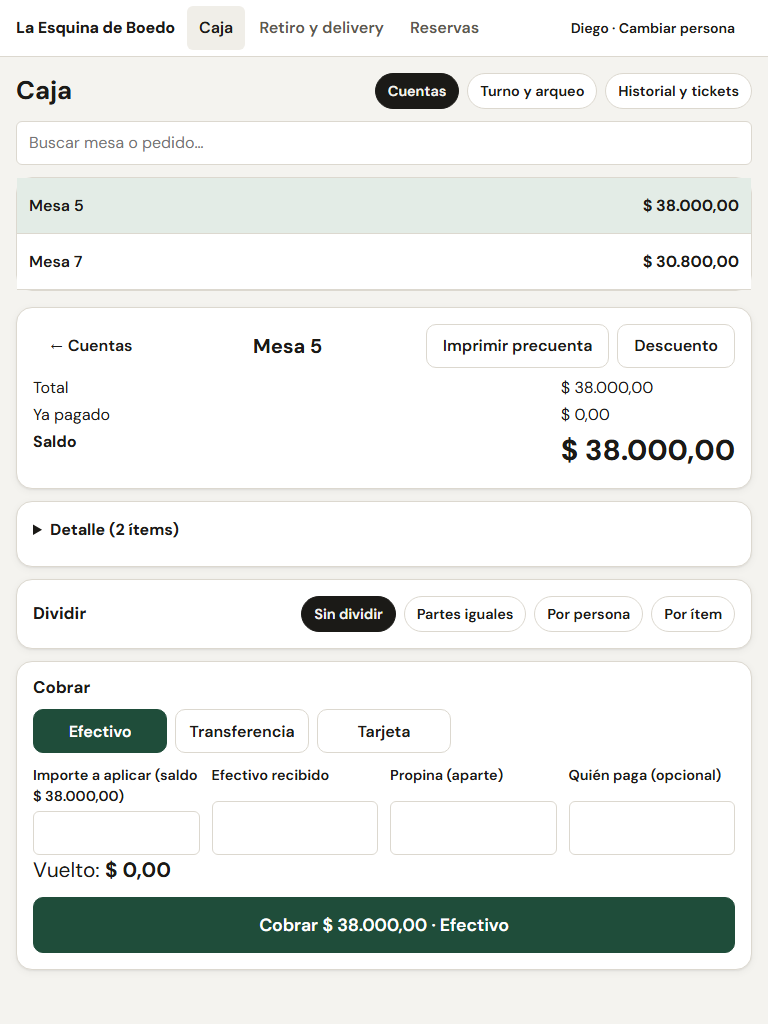 La Esquina de Boedo
Caja
Retiro y delivery
Reservas
Diego · Cambiar persona
Caja
Cuentas
Turno y arqueo
Historial y tickets
Buscar mesa o pedido...
Mesa 5
$ 38.000,00
Mesa 7
$ 30.800,00
← Cuentas
Mesa 5
Imprimir precuenta
Descuento
Total
$ 38.000,00
Ya pagado
$ 0,00
Saldo
$ 38.000,00
Detalle (2 ítems)
Dividir
Sin dividir
Partes iguales
Por persona
Por ítem
Cobrar
Efectivo
Transferencia
Tarjeta
Importe a aplicar (saldo
$ 38.000,00)
Efectivo recibido
Propina (aparte)
Quién paga (opcional)
Vuelto: $ 0,00
Cobrar $ 38.000,00 · Efectivo